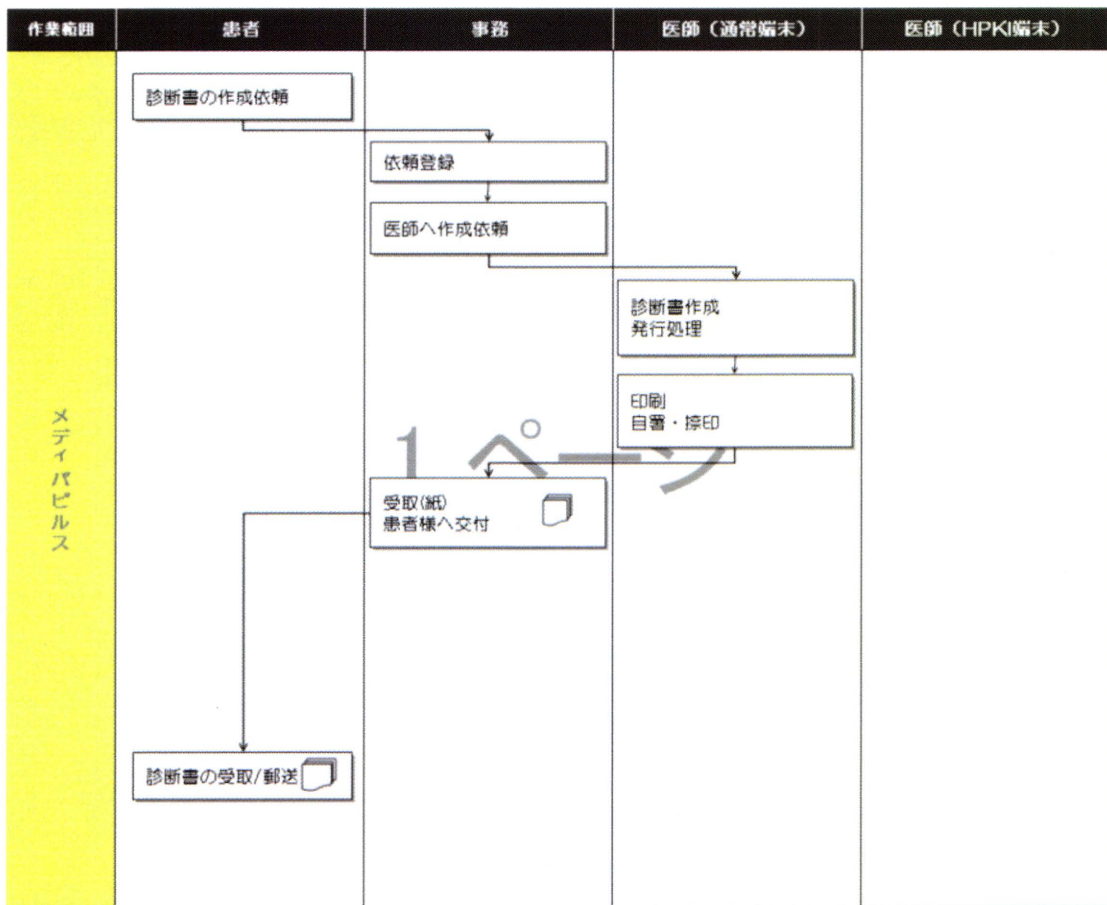 作業範囲
患者
事務
医師（通常端末）
医師（HPKI端末）
診断書の作成依頼
依頼登録
医師へ作成依頼
診断書作成
発行処理
印刷
自署・捺印
1 ページ
受取(紙)
患者様へ交付
メディパピルス
診断書の受取/郵送